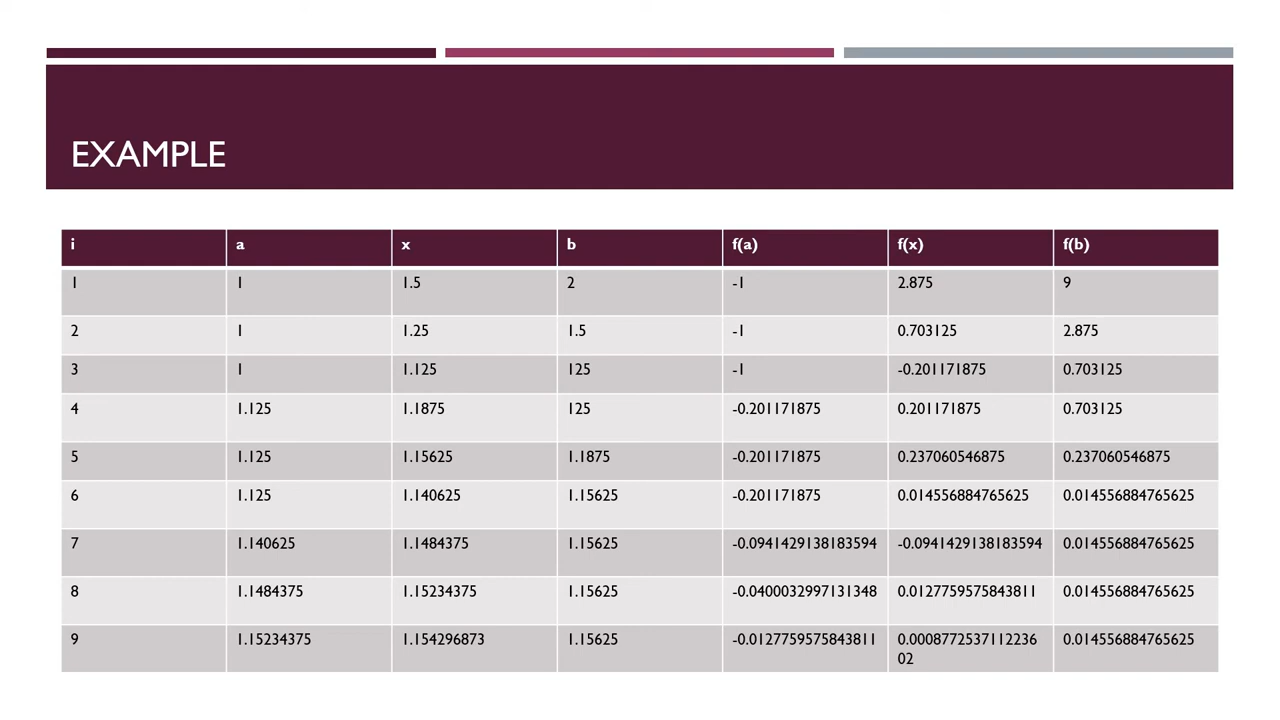 EXAMPLE
i a x b f(a) f(x) f(b)
1 1 1.5 2 -1 2.875 9
2 1 1.25 1.5 -1 0.703125 2.875
3 1 1.125 125 -1 -0.201171875 0.703125
4 1.125 1.1875 125 -0.201171875 0.201171875 0.703125
5 1.125 1.15625 1.1875 -0.201171875 0.237060546875 0.237060546875
6 1.125 1.140625 1.15625 -0.201171875 0.014556884765625 0.014556884765625
7 1.140625 1.1484375 1.15625 -0.0941429138183594 -0.0941429138183594 0.014556884765625
8 1.1484375 1.15234375 1.15625 -0.0400032997131348 0.0127759575843811 0.014556884765625
9 1.15234375 1.154296873 1.15625 -0.0127759575843811 0.0008772537112236 0.014556884765625
02